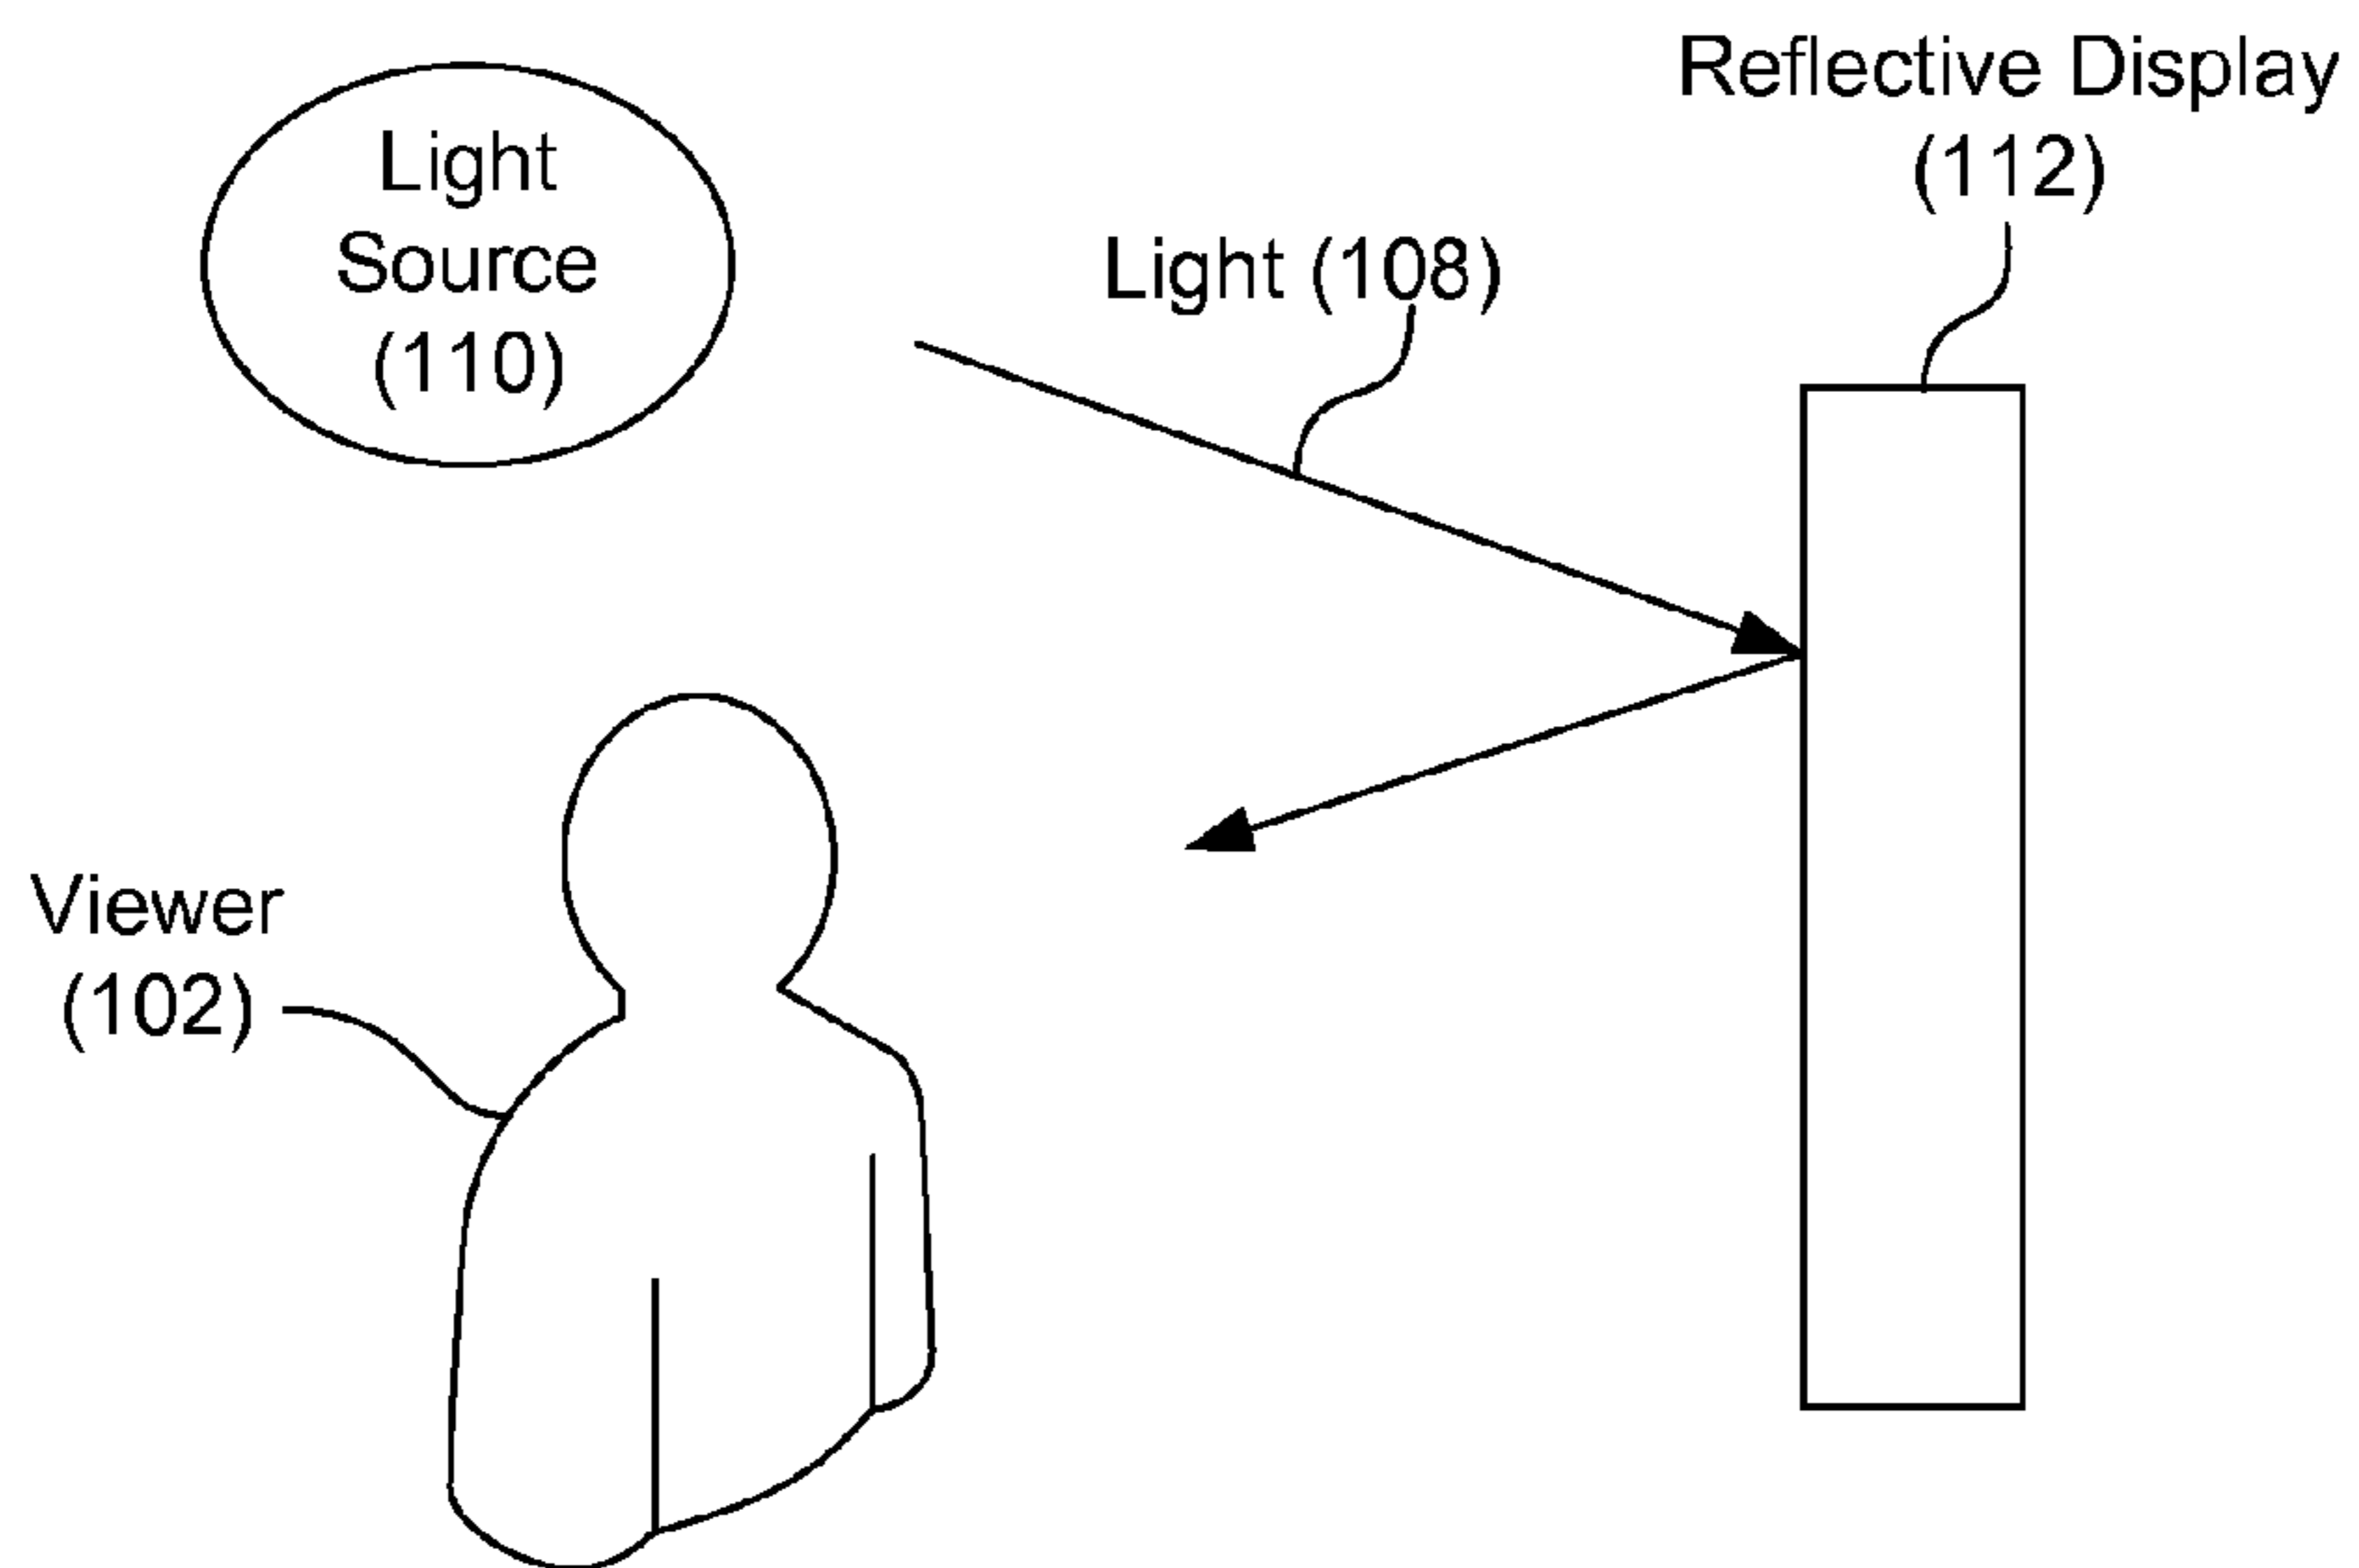 Light
Source
(110)
Light (108)
Reflective Display
(112)
Viewer
(102)